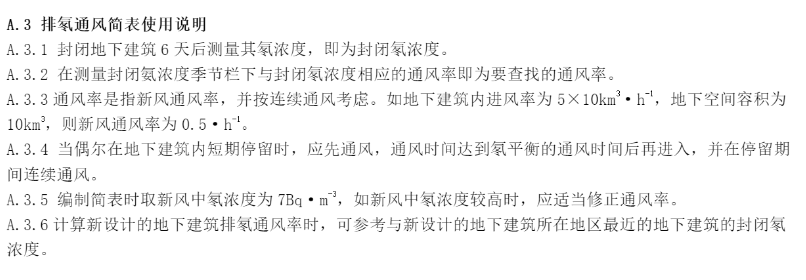 A.3 排氡通风简表使用说明
A.3.1 封闭地下建筑6天后测量其氡浓度，即为封闭氡浓度。
A.3.2 在测量封闭氡浓度季节栏下与封闭氡浓度相应的通风率即为要查找的通风率。
A.3.3通风率是指新风通风率，并按连续通风考虑。如地下建筑内进风率为5×10km³·h⁻¹，地下空间容积为
10km³，则新风通风率为0.5·h⁻¹。
A.3.4 当偶尔在地下建筑内短期停留时，应先通风，通风时间达到氡平衡的通风时间后再进入，并在停留期
间连续通风。
A.3.5 编制简表时取新风中氡浓度为7Bq·m⁻³，如新风中氡浓度较高时，应适当修正通风率。
A.3.6计算新设计的地下建筑排氡通风率时，可参考与新设计的地下建筑所在地区最近的地下建筑的封闭氡
浓度。